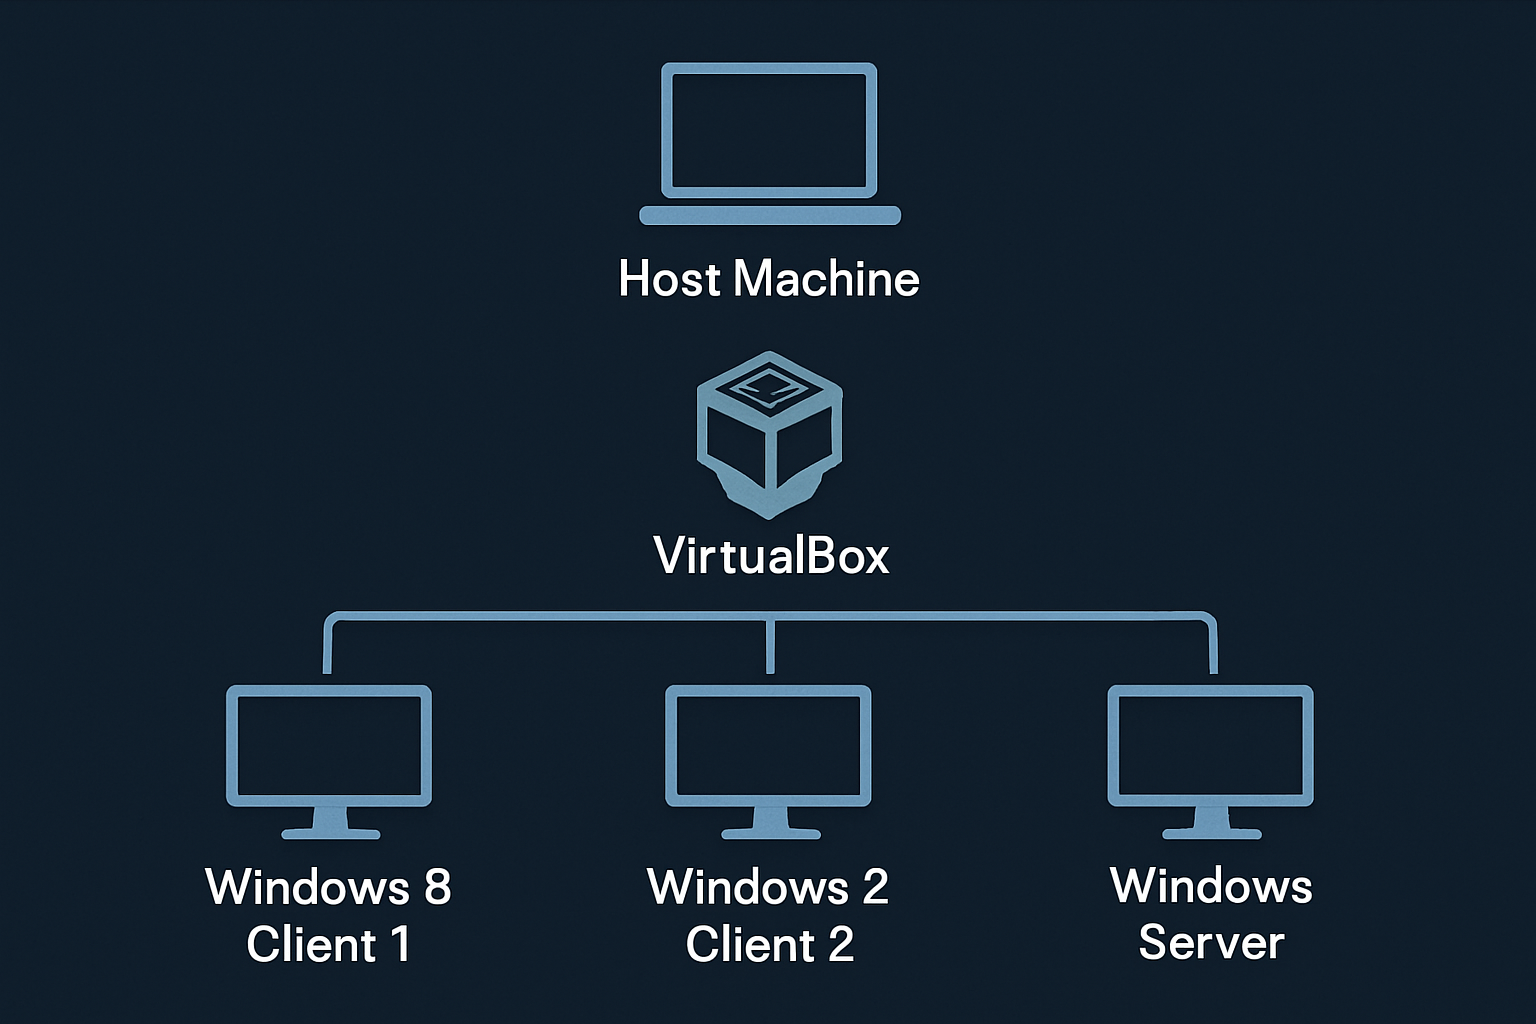 Host Machine
VirtualBox
Windows 8
Client 1
Windows 2
Client 2
Windows
Server